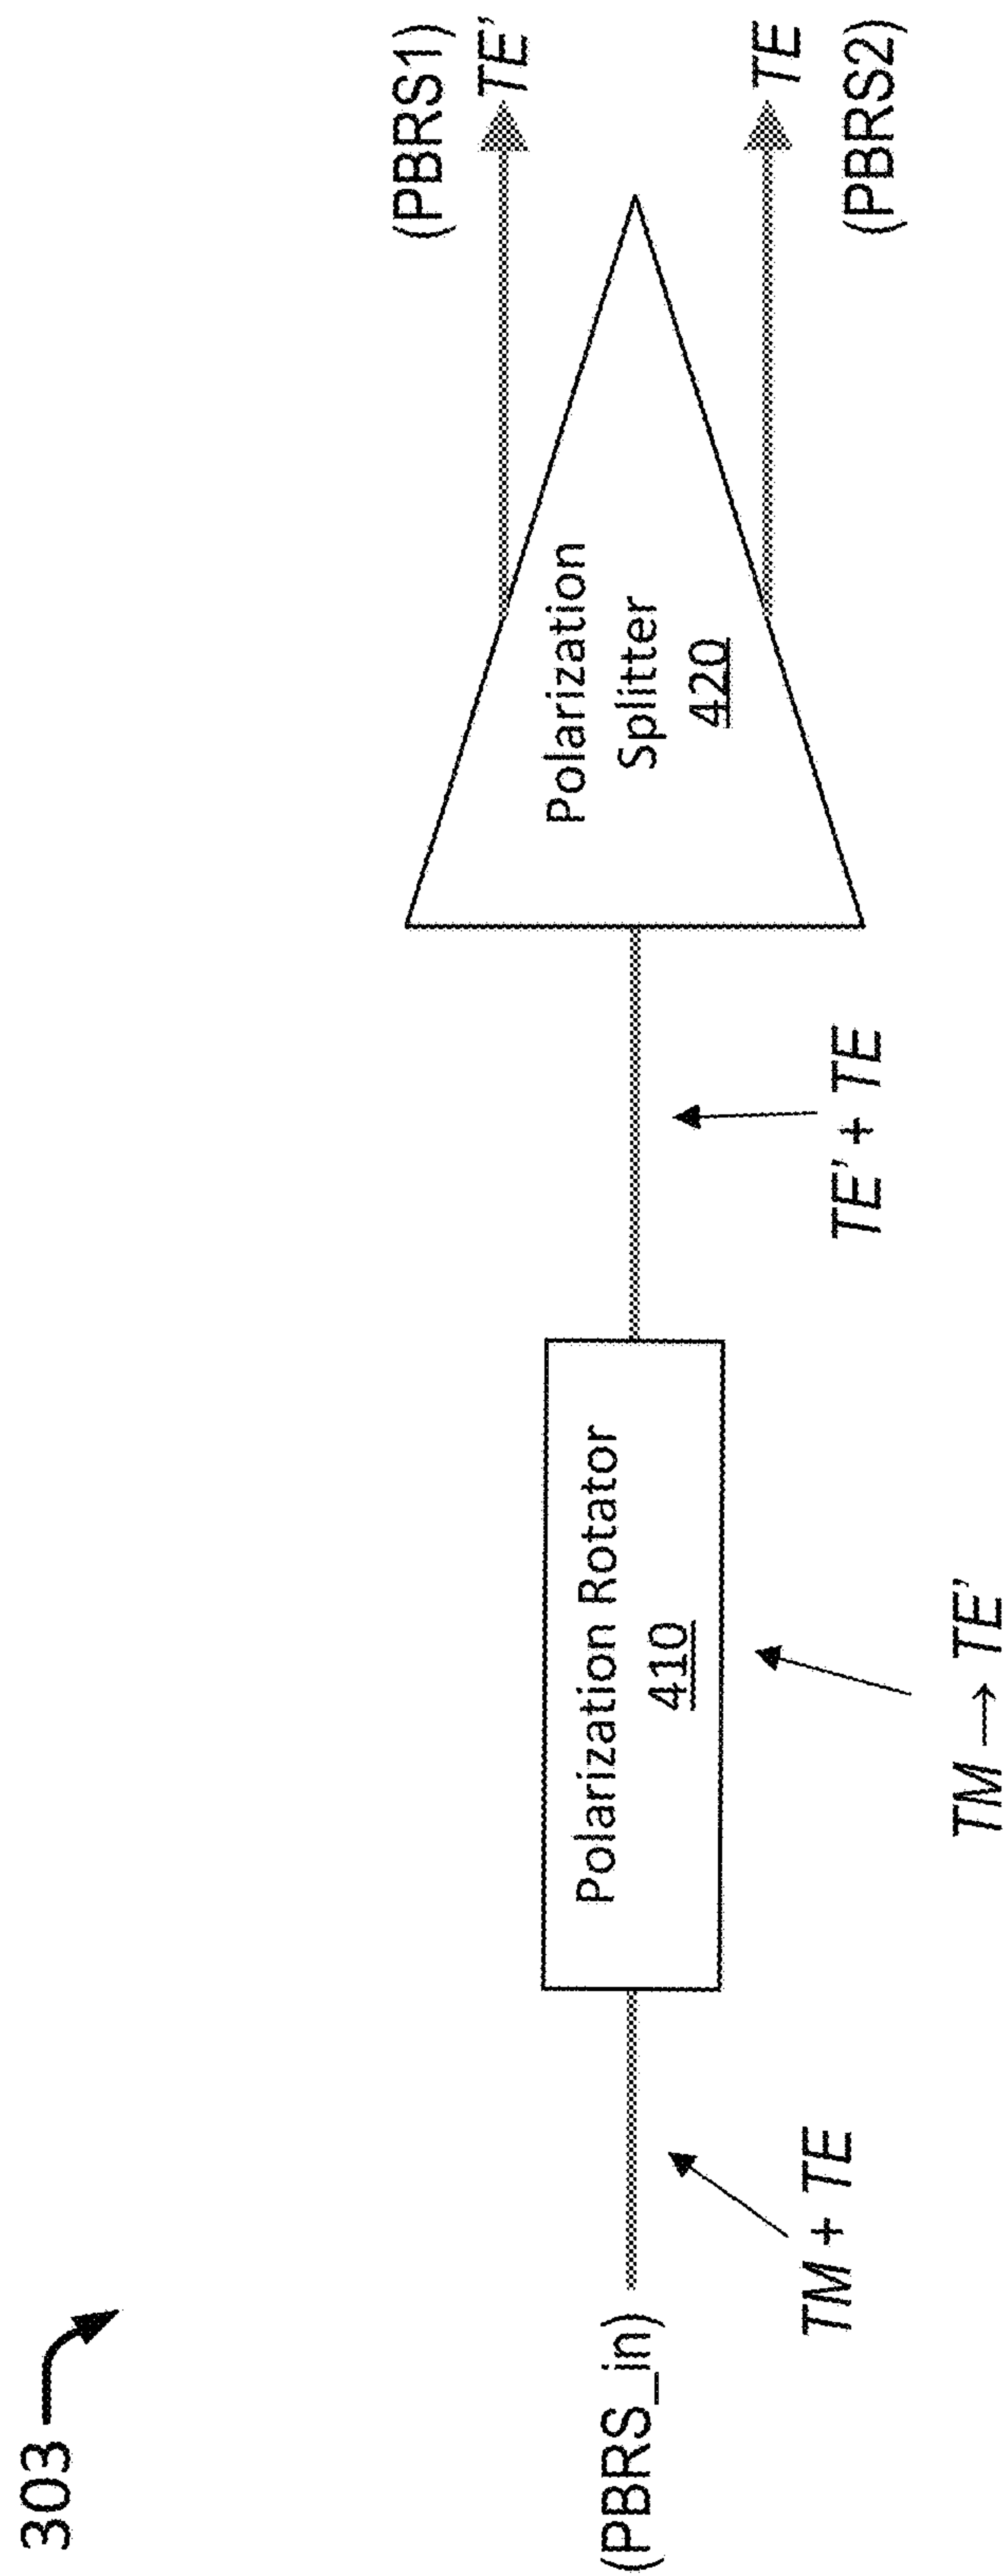 303
(PBRS_in)
TM + TE
Polarization Rotator
410
TM → TE'
TE' + TE
Polarization
Splitter
420
(PBRS1)
TE'
TE
(PBRS2)